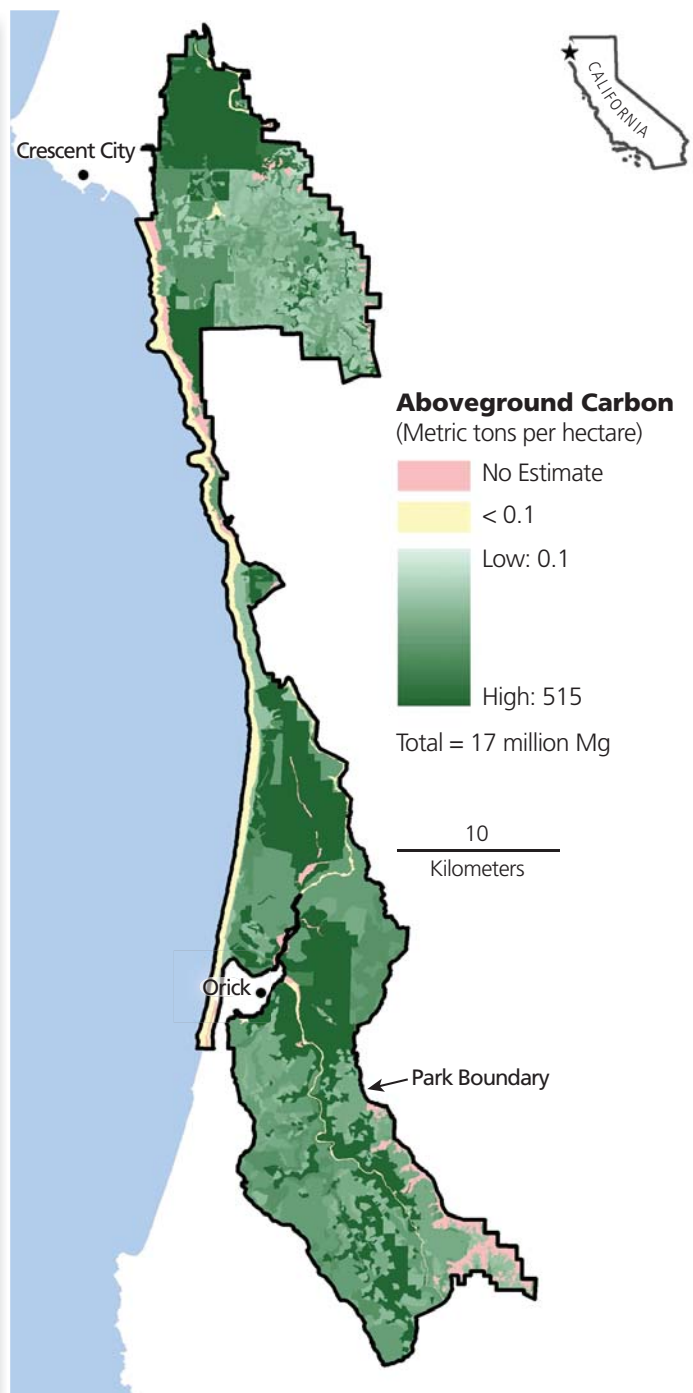 CALIFORNIA
Crescent City
Aboveground Carbon
(Metric tons per hectare)
No Estimate
< 0.1
Low: 0.1
High: 515
Total = 17 million Mg
10
Kilometers
Orick
Park Boundary